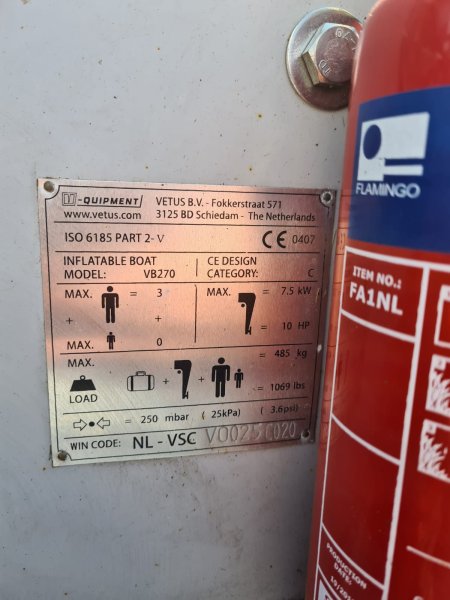 V-QUIPMENT
www.vetus.com
VETUS B.V. - Fokkerstraat 571
3125 BD Schiedam - The Netherlands
ISO 6185 PART 2- V
CE 0407
INFLATABLE BOAT
MODEL: VB270
CE DESIGN
CATEGORY: C
MAX. = 3
+ +
MAX. 0
MAX. = 7.5 kW
= 10 HP
MAX.
LOAD
+ +
= 485 kg
= 1069 lbs
= 250 mbar ( 25kPa) ( 3.6psi)
WIN CODE: NL - VSC V0025C020
FLAMINGO
ITEM NO.:
FA1NL
PRODUCTION
DATE: